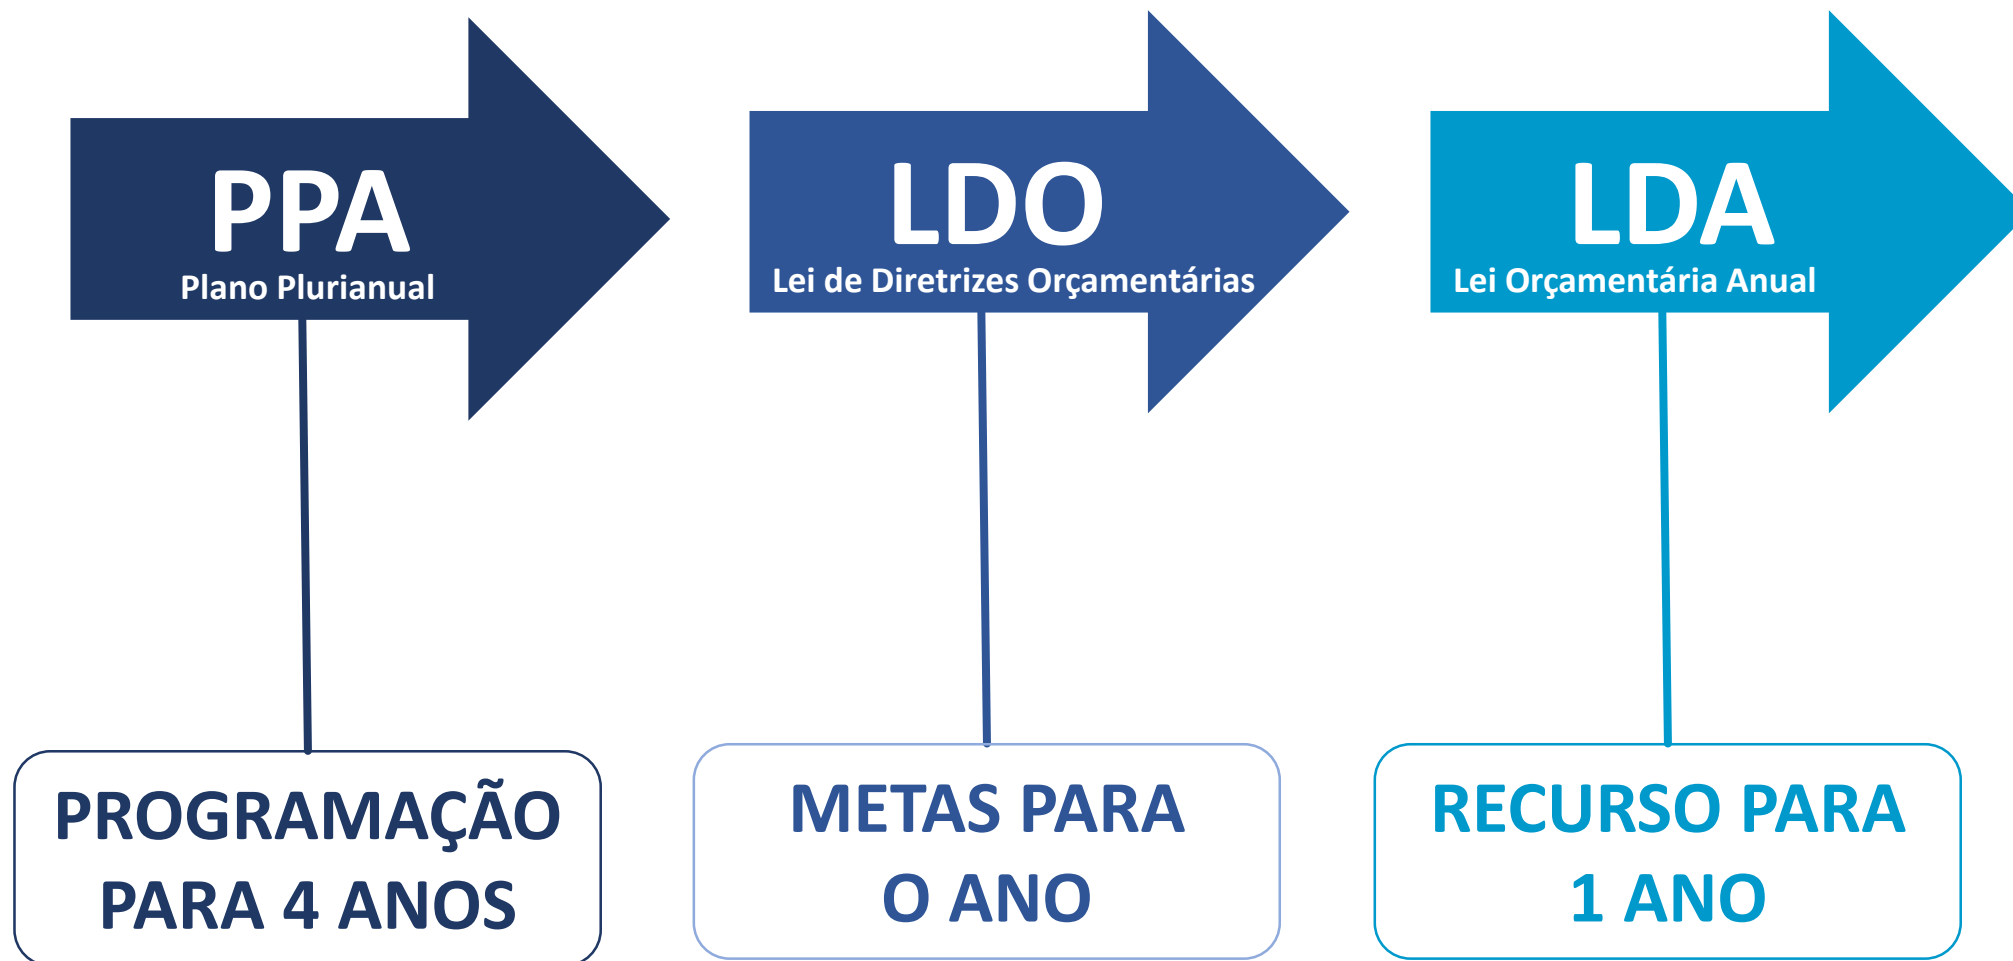 PPA
Plano Plurianual
LDO
Lei de Diretrizes Orçamentárias
LDA
Lei Orçamentária Anual
PROGRAMAÇÃO
PARA 4 ANOS
METAS PARA
O ANO
RECURSO PARA
1 ANO